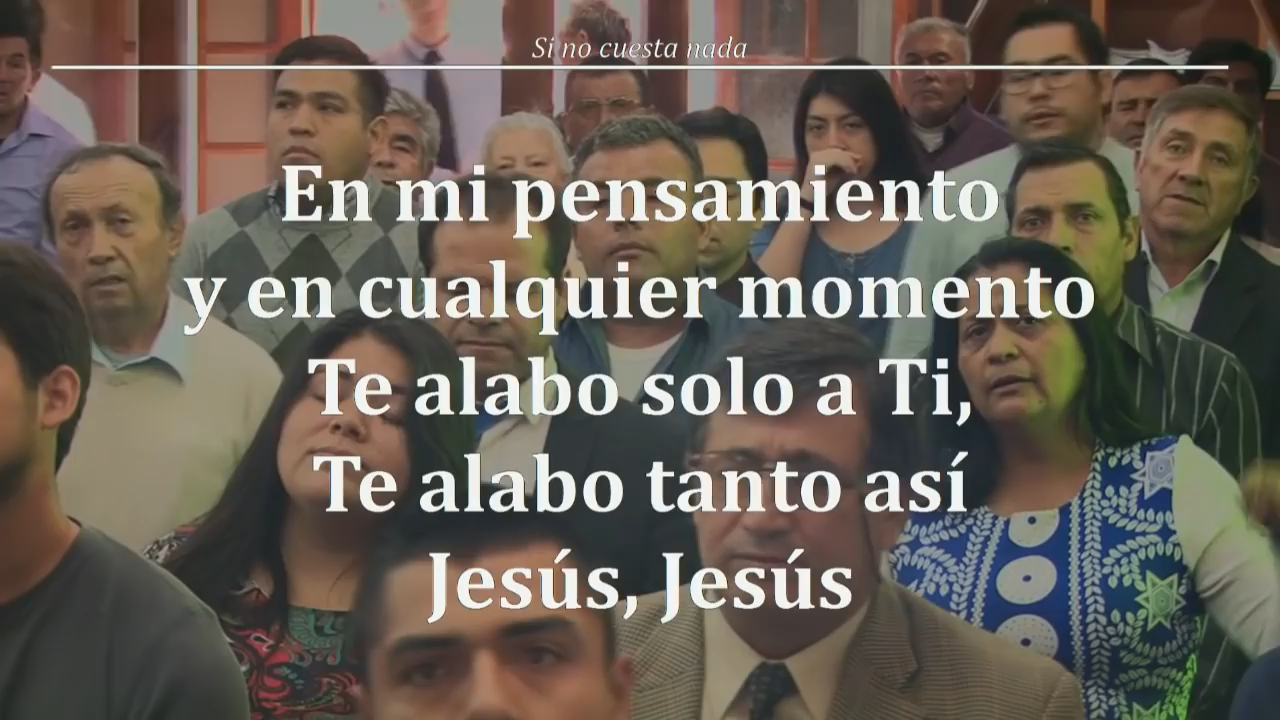 Si no cuesta nada
En mi pensamiento
y en cualquier momento
Te alabo solo a Ti,
Te alabo tanto así
Jesús, Jesús